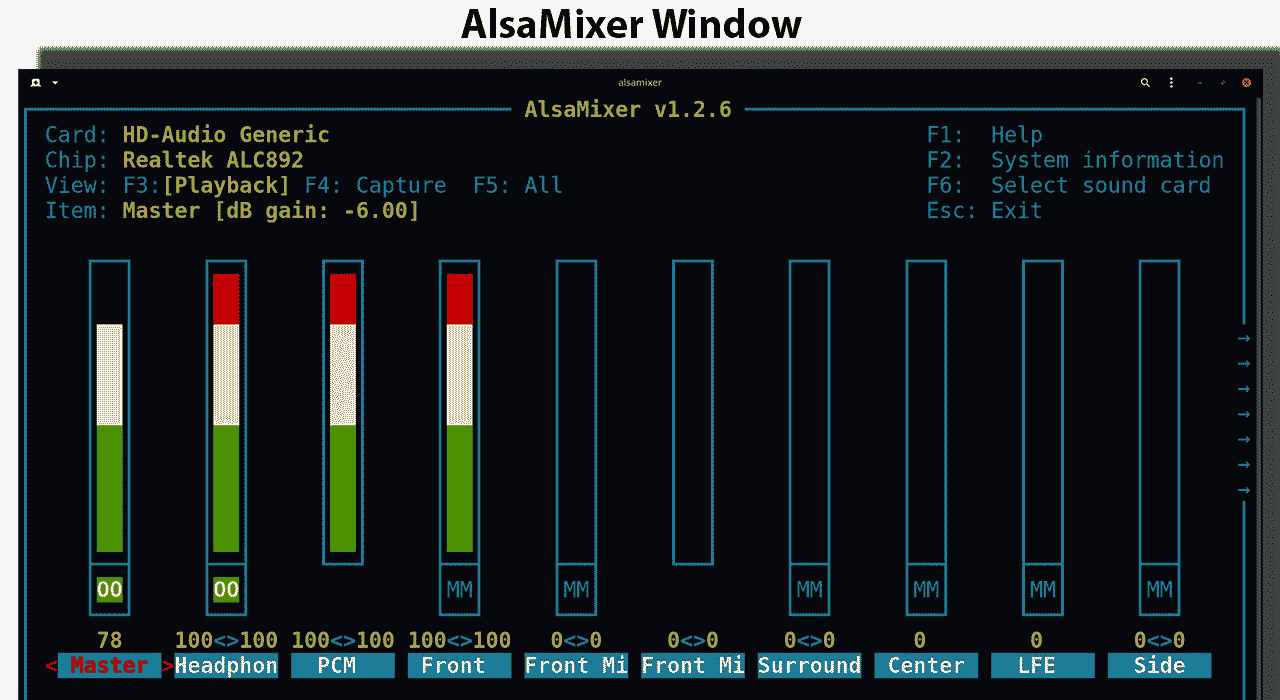 AlsaMixer Window
alsamixer
AlsaMixer v1.2.6
Card: HD-Audio Generic F1: Help
Chip: Realtek ALC892 F2: System information
View: F3:[Playback] F4: Capture F5: All F6: Select sound card
Item: Master [dB gain: -6.00] Esc: Exit
OO OO MM MM MM MM MM MM
78 100<>100 100<>100 100<>100 0<>0 0<>0 0<>0 0 0 0<>0
< Master >Headphon PCM Front Front Mi Front Mi Surround Center LFE Side